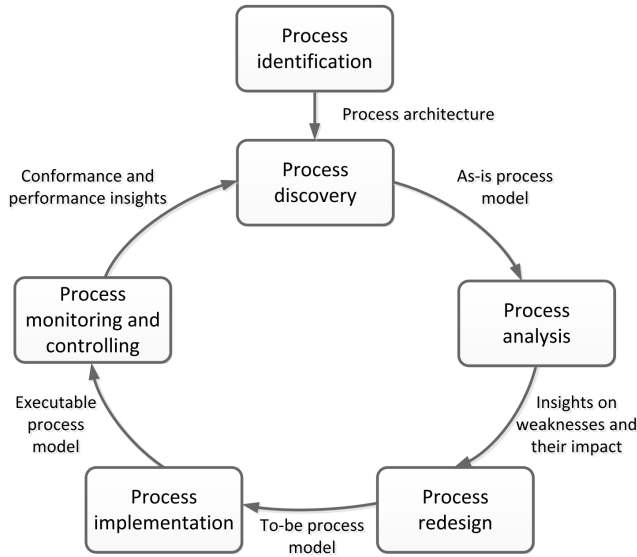 Process
identification
Process architecture
Process
discovery
As-is process
model
Process
analysis
Insights on
weaknesses and
their impact
Process
redesign
To-be process
model
Process
implementation
Executable
process
model
Process
monitoring and
controlling
Conformance and
performance insights